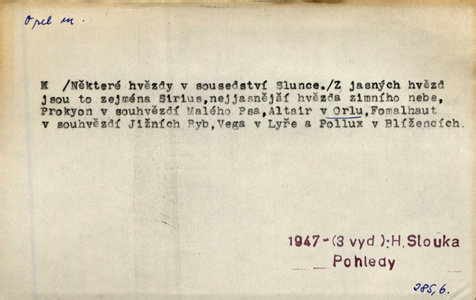 Orel m.
K /Některé hvězdy v sousedství Slunce./Z jasných hvězd
jsou to zejména Sirius,nejjasnější hvězda zimního nebe,
Prokyon v souhvězdí Malého Psa,Altair v Orlu,Fomalhaut
v souhvězdí Jižních Ryb,Vega v Lyře a Pollux v Blížencích.
1947-(3 vyd ):H.Slouka
Pohledy
285,6.